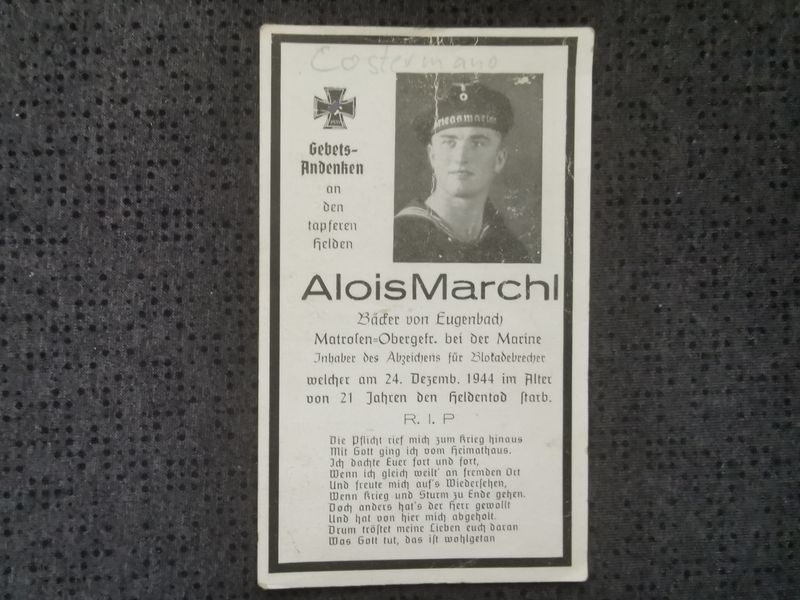 Costermano
Kriegsmarine
Gebets-
Andenken
an
den
tapferen
Helden
Alois Marchl
Bäcker von Eugenbach
Matrosen=Obergefr. bei der Marine
Inhaber des Abzeichens für Blokadebrecher
welcher am 24. Dezemb. 1944 im Alter
von 21 Jahren den Heldentod starb.
R. I. P
Die Pflicht rief mich zum Krieg hinaus
Mit Gott ging ich vom Heimathaus.
Ich dachte Euer fort und fort,
Wenn ich gleich weilt' an fremden Ort
Und freute mich auf's Wiedersehen,
Wenn Krieg und Sturm zu Ende gehen.
Doch anders hat's der Herr gewollt
Und hat von hier mich abgeholt.
Drum tröstet meine Lieben euch daran
Was Gott tut, das ist wohlgetan